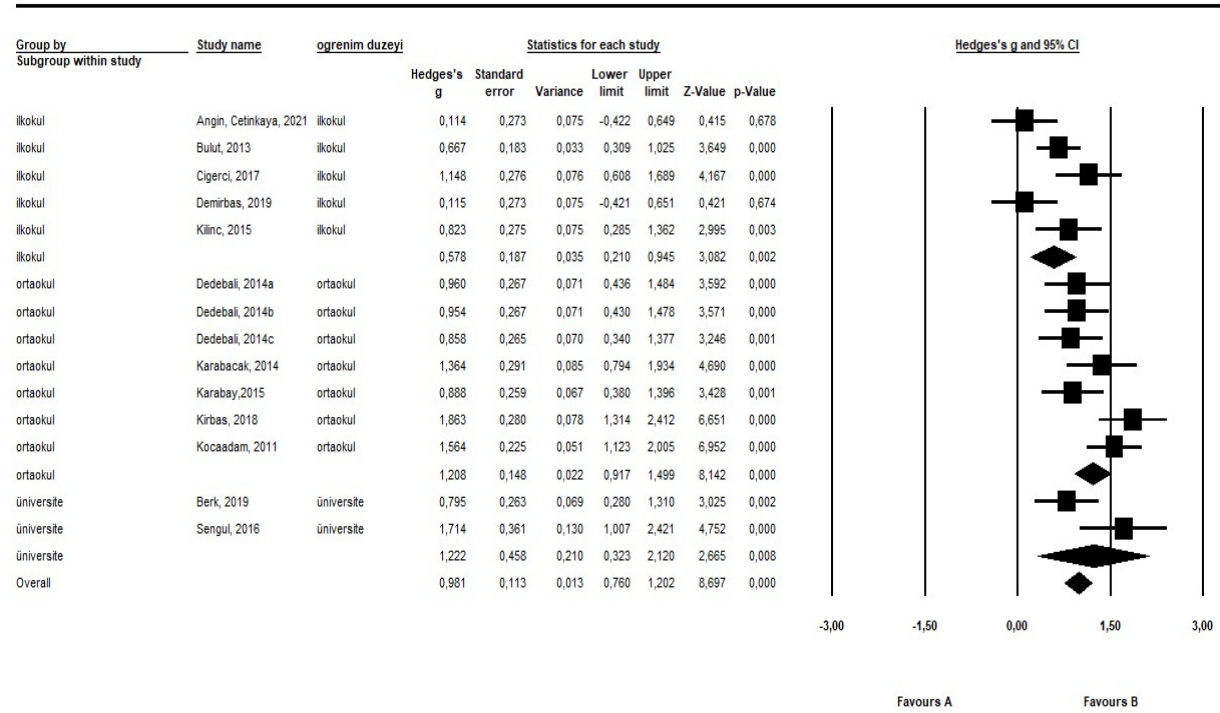 Group by Study name ogrenim duzeyi Statistics for each study Hedges's g and 95% CI
Subgroup within study
Hedges's Standard Lower Upper
g error Variance limit limit Z-Value p-Value
ilkokul Angin, Cetinkaya, 2021 ilkokul 0,114 0,273 0,075 -0,422 0,649 0,415 0,678
ilkokul Bulut, 2013 ilkokul 0,667 0,183 0,033 0,309 1,025 3,649 0,000
ilkokul Cigerci, 2017 ilkokul 1,148 0,276 0,076 0,608 1,689 4,167 0,000
ilkokul Demirbas, 2019 ilkokul 0,115 0,273 0,075 -0,421 0,651 0,421 0,674
ilkokul Kilinc, 2015 ilkokul 0,823 0,275 0,075 0,285 1,362 2,995 0,003
ilkokul 0,578 0,187 0,035 0,210 0,945 3,082 0,002
ortaokul Dedebali, 2014a ortaokul 0,960 0,267 0,071 0,436 1,484 3,592 0,000
ortaokul Dedebali, 2014b ortaokul 0,954 0,267 0,071 0,430 1,478 3,571 0,000
ortaokul Dedebali, 2014c ortaokul 0,858 0,265 0,070 0,340 1,377 3,246 0,001
ortaokul Karabacak, 2014 ortaokul 1,364 0,291 0,085 0,794 1,934 4,690 0,000
ortaokul Karabay,2015 ortaokul 0,888 0,259 0,067 0,380 1,396 3,428 0,001
ortaokul Kirbas, 2018 ortaokul 1,863 0,280 0,078 1,314 2,412 6,651 0,000
ortaokul Kocaadam, 2011 ortaokul 1,564 0,225 0,051 1,123 2,005 6,952 0,000
ortaokul 1,208 0,148 0,022 0,917 1,499 8,142 0,000
üniversite Berk, 2019 üniversite 0,795 0,263 0,069 0,280 1,310 3,025 0,002
üniversite Sengul, 2016 üniversite 1,714 0,361 0,130 1,007 2,421 4,752 0,000
üniversite 1,222 0,458 0,210 0,323 2,120 2,665 0,008
Overall 0,981 0,113 0,013 0,760 1,202 8,697 0,000
-3,00 -1,50 0,00 1,50 3,00
Favours A Favours B